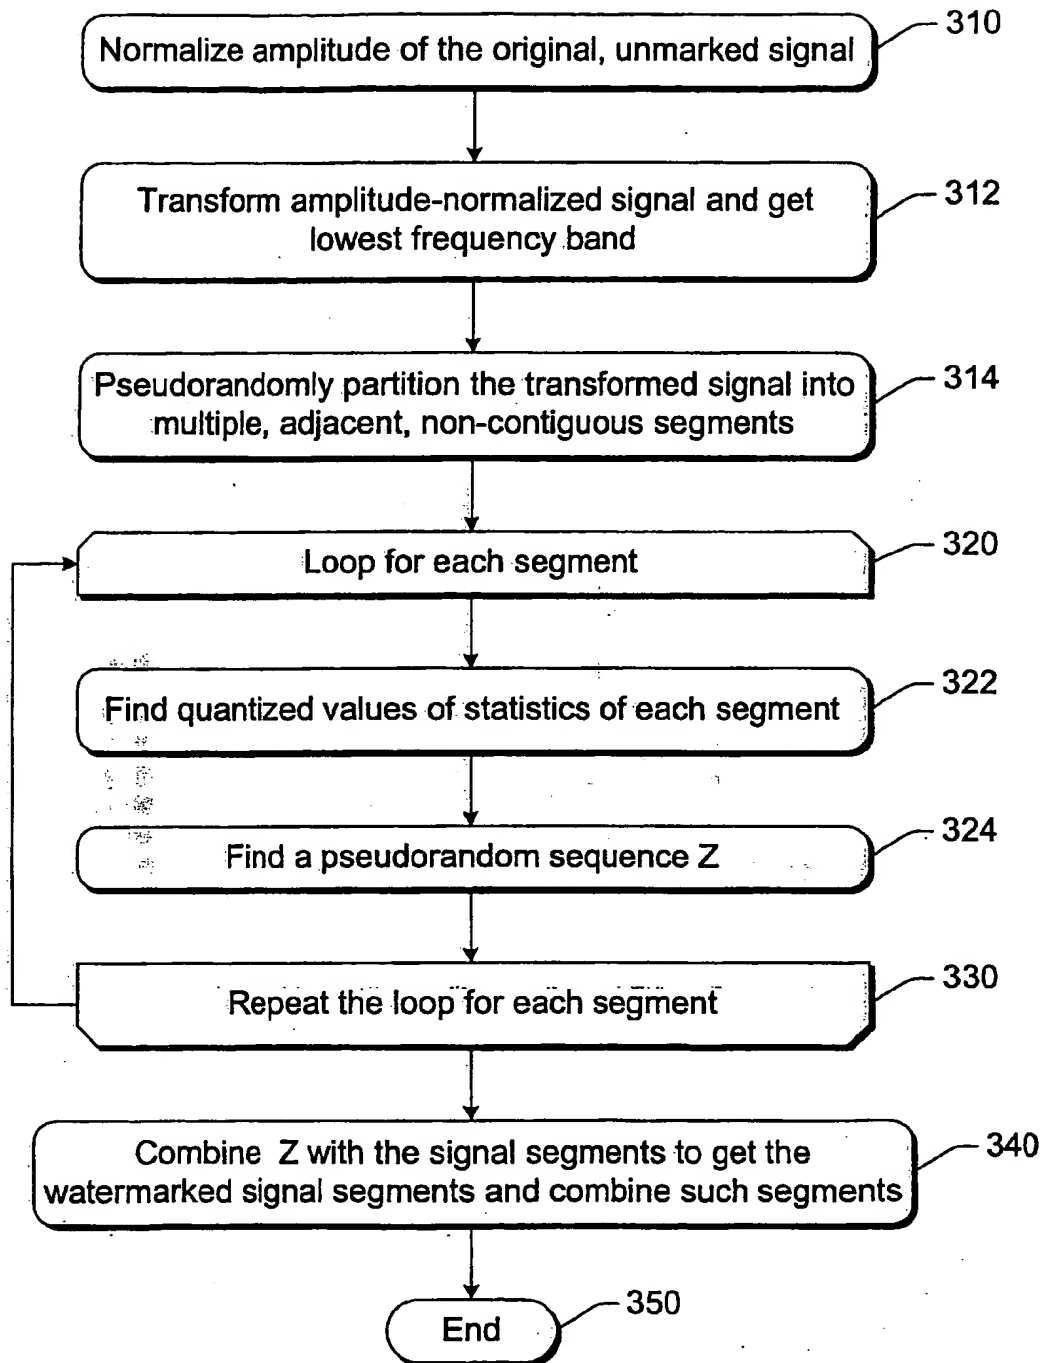 Normalize amplitude of the original, unmarked signal
310
Transform amplitude-normalized signal and get
lowest frequency band
312
Pseudorandomly partition the transformed signal into
multiple, adjacent, non-contiguous segments
314
Loop for each segment
320
Find quantized values of statistics of each segment
322
Find a pseudorandom sequence Z
324
Repeat the loop for each segment
330
Combine Z with the signal segments to get the
watermarked signal segments and combine such segments
340
End
350